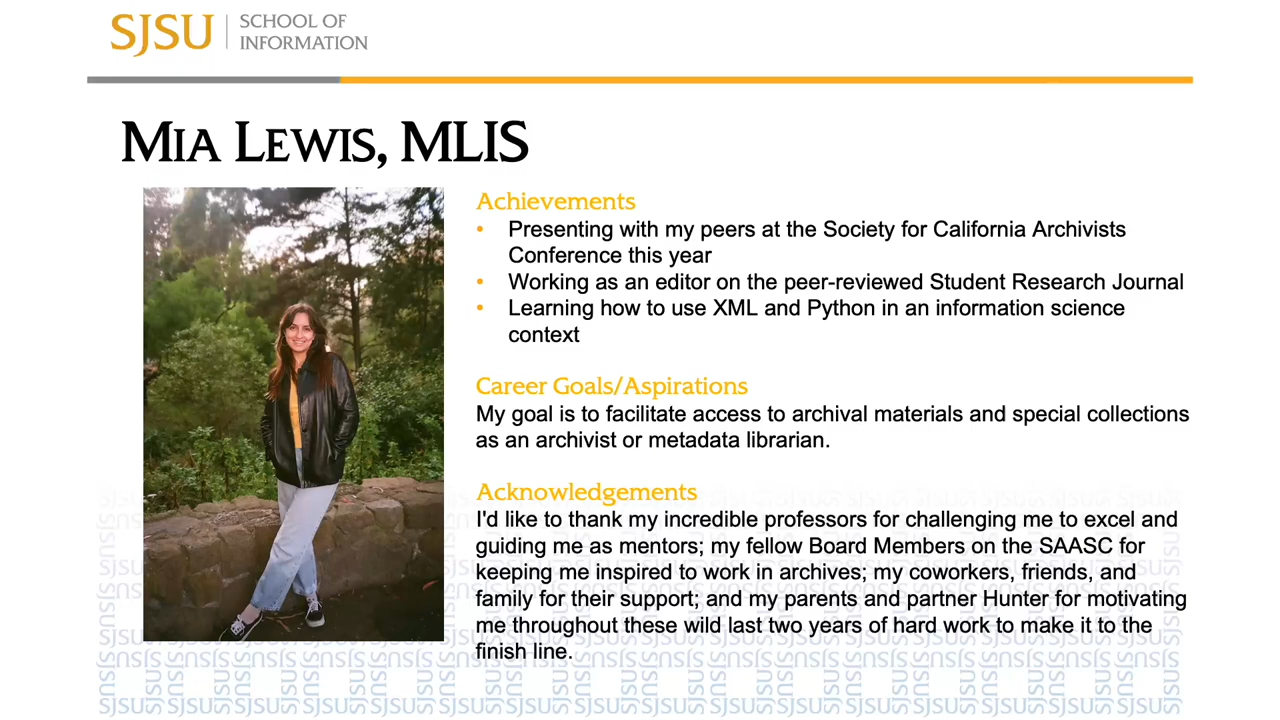 SJSU
SCHOOL OF
INFORMATION
MIA LEWIS, MLIS
Achievements
• Presenting with my peers at the Society for California Archivists
Conference this year
• Working as an editor on the peer-reviewed Student Research Journal
• Learning how to use XML and Python in an information science
context
Career Goals/Aspirations
My goal is to facilitate access to archival materials and special collections
as an archivist or metadata librarian.
Acknowledgements
I'd like to thank my incredible professors for challenging me to excel and
guiding me as mentors; my fellow Board Members on the SAASC for
keeping me inspired to work in archives; my coworkers, friends, and
family for their support; and my parents and partner Hunter for motivating
me throughout these wild last two years of hard work to make it to the
finish line.